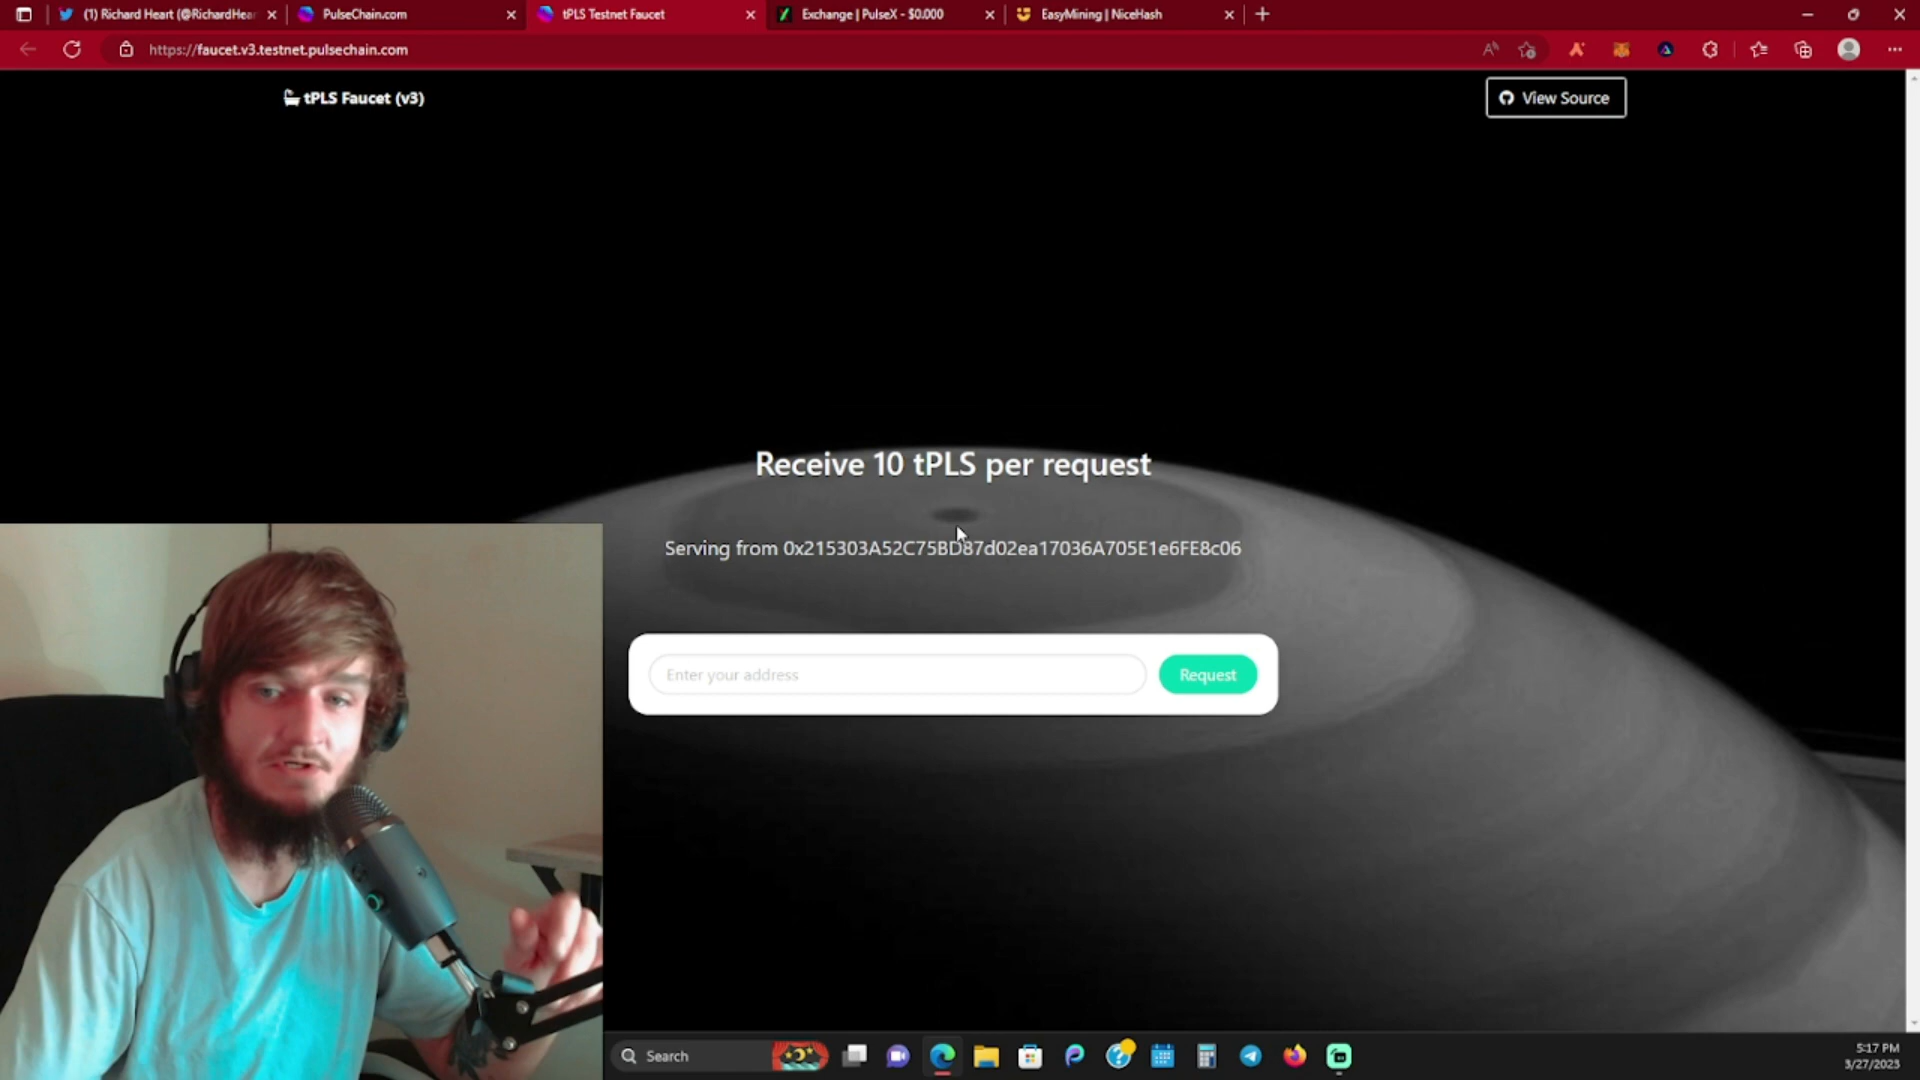 (1) Richard Heart (@RichardHear
PulseChain.com
tPLS Testnet Faucet
Exchange | PulseX - $0.000
EasyMining | NiceHash
https://faucet.v3.testnet.pulsechain.com
tPLS Faucet (v3)
View Source
Receive 10 tPLS per request
Serving from 0x215303A52C75BD87d02ea17036A705E1e6FE8c06
Enter your address
Request
Search
5:17 PM
3/27/2023